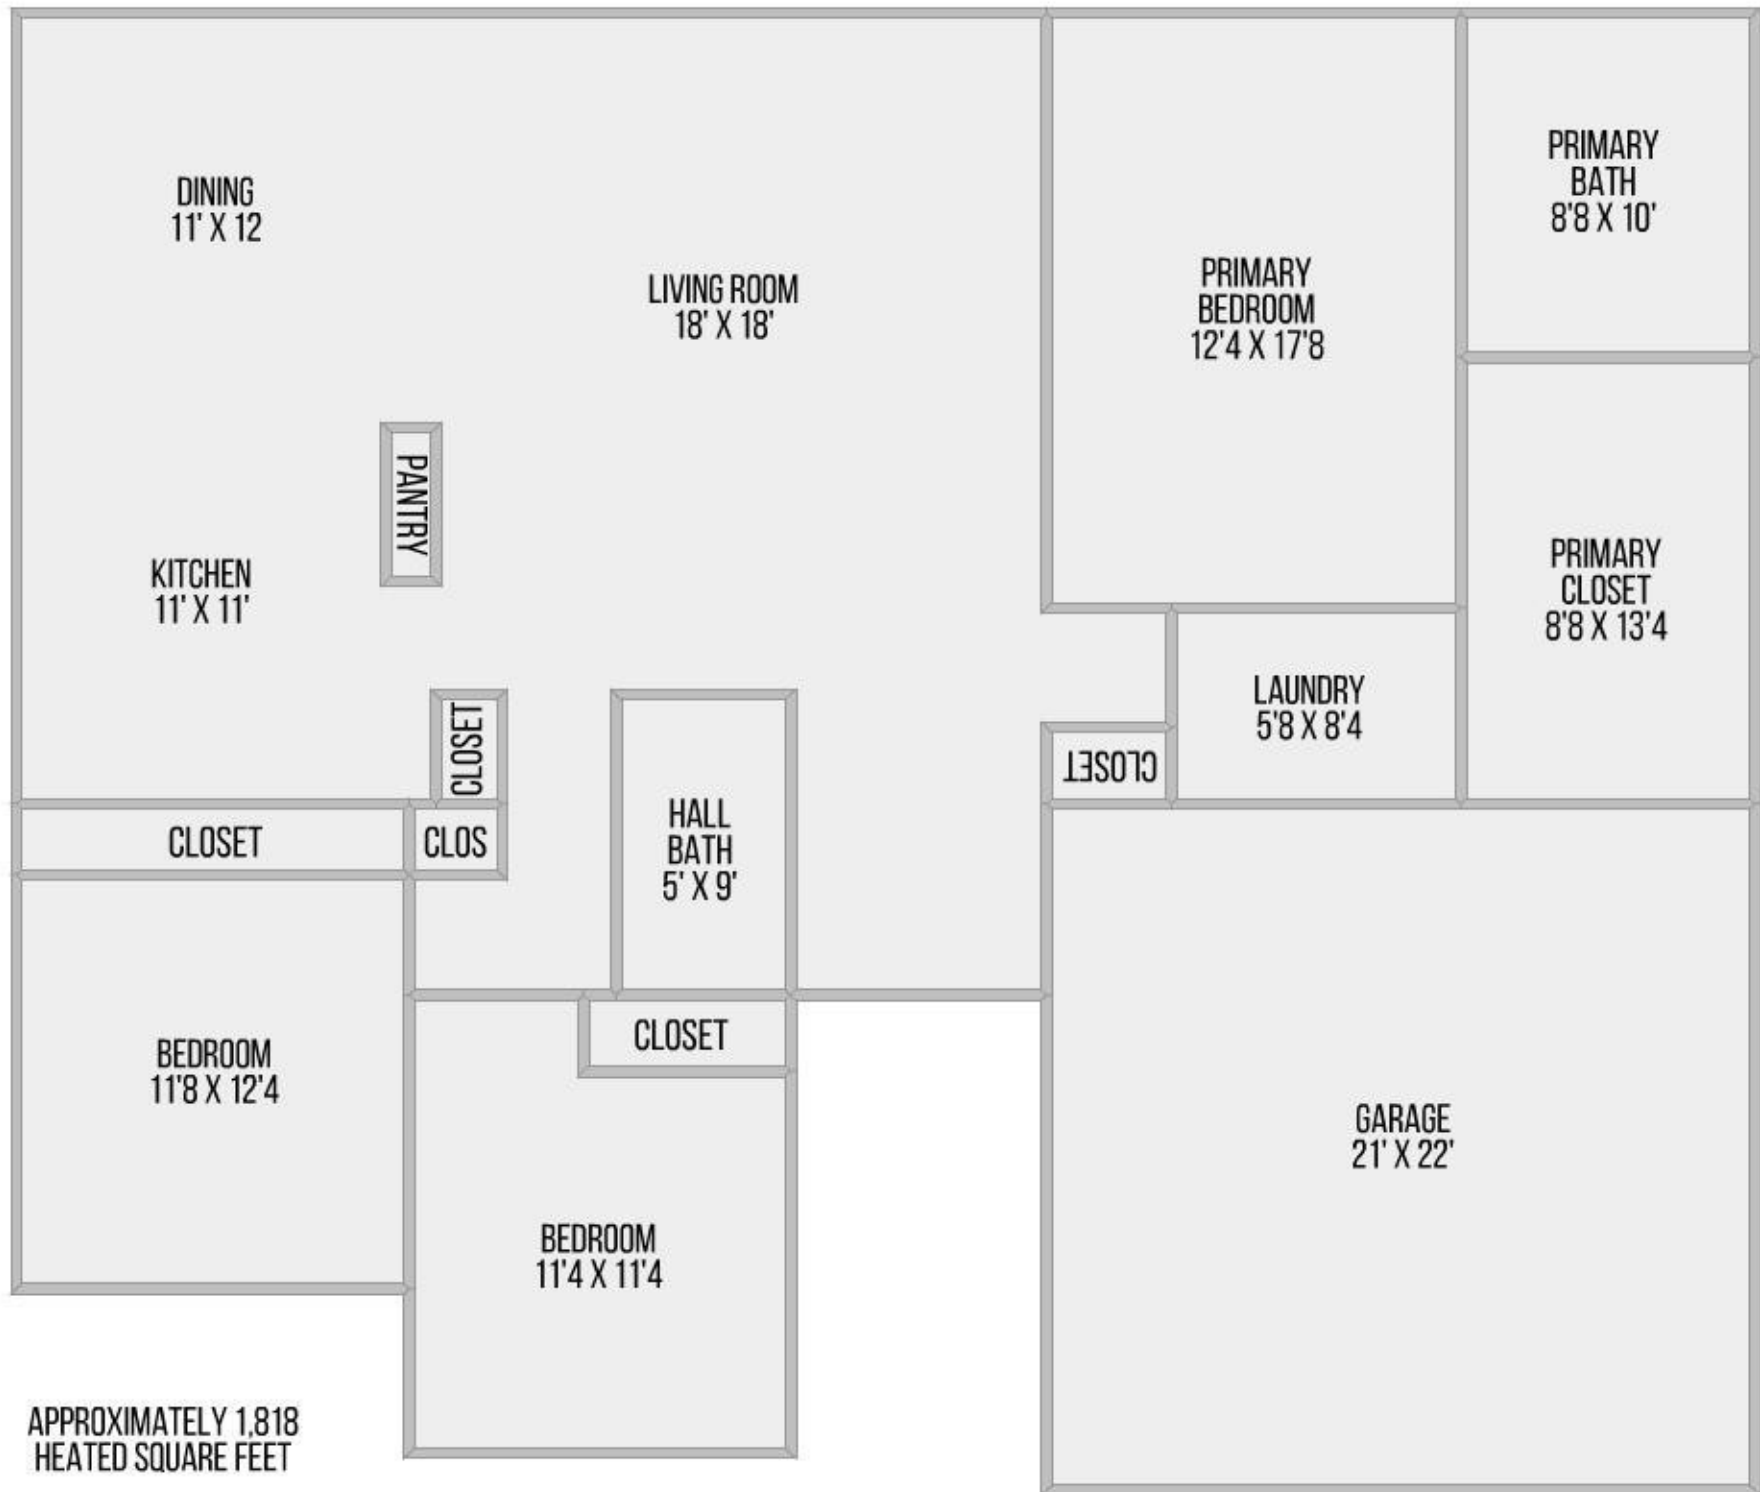 DINING
11' X 12
LIVING ROOM
18' X 18'
PRIMARY
BEDROOM
12'4 X 17'8
PRIMARY
BATH
8'8 X 10'
PANTRY
KITCHEN
11' X 11'
PRIMARY
CLOSET
8'8 X 13'4
LAUNDRY
5'8 X 8'4
CLOSET
CLOSET
CLOSET
CLOS
HALL
BATH
5' X 9'
CLOSET
BEDROOM
11'8 X 12'4
BEDROOM
11'4 X 11'4
GARAGE
21' X 22'
APPROXIMATELY 1,818
HEATED SQUARE FEET